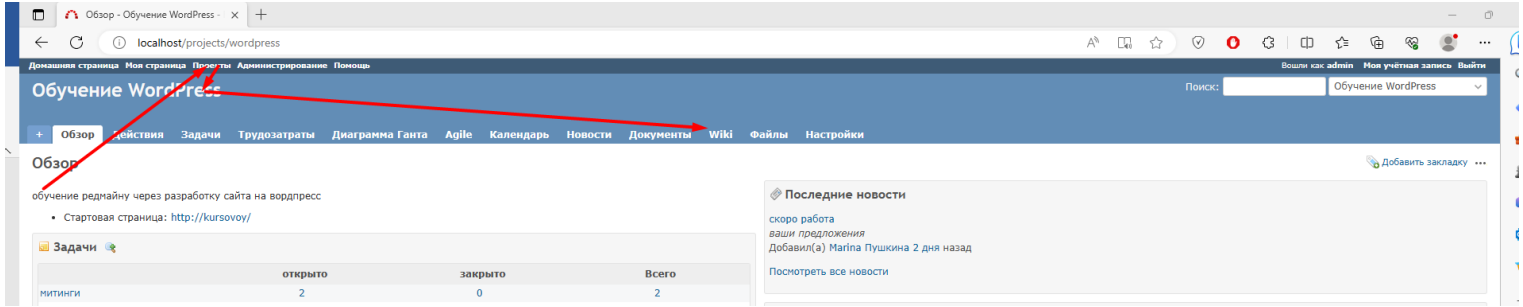 Обзор - Обучение WordPress -
localhost/projects/wordpress
Домашняя страница Моя страница Проекты Администрирование Помощь
Вошли как admin Моя учётная запись Выйти
Обучение WordPress
Поиск:
Обучение WordPress
+ Обзор Действия Задачи Трудозатраты Диаграмма Ганта Agile Календарь Новости Документы Wiki Файлы Настройки
Обзор
Добавить закладку
обучение редмайну через разработку сайта на вордпресс
• Стартовая страница: http://kursovoy/
Задачи
открыто закрыто Всего
митинги 2 0 2
Последние новости
скоро работа
ваши предложения
Добавил(а) Marina Пушкина 2 дня назад
Посмотреть все новости